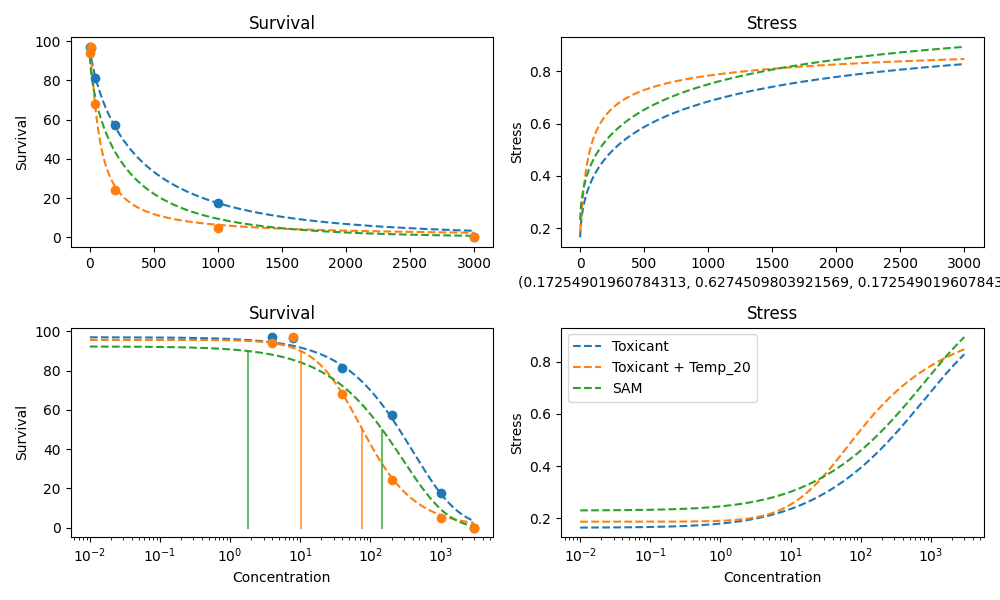 Survival
Stress
Survival
100
80
60
40
20
0
0 500 1000 1500 2000 2500 3000
Stress
0.8
0.6
0.4
0.2
0 500 1000 1500 2000 2500 3000
(0.17254901960784313, 0.6274509803921569, 0.172549019607843
Survival
Stress
Survival
100
80
60
40
20
0
10⁻² 10⁻¹ 10⁰ 10¹ 10² 10³
Concentration
Stress
0.8
0.6
0.4
0.2
Toxicant
Toxicant + Temp_20
SAM
10⁻² 10⁻¹ 10⁰ 10¹ 10² 10³
Concentration